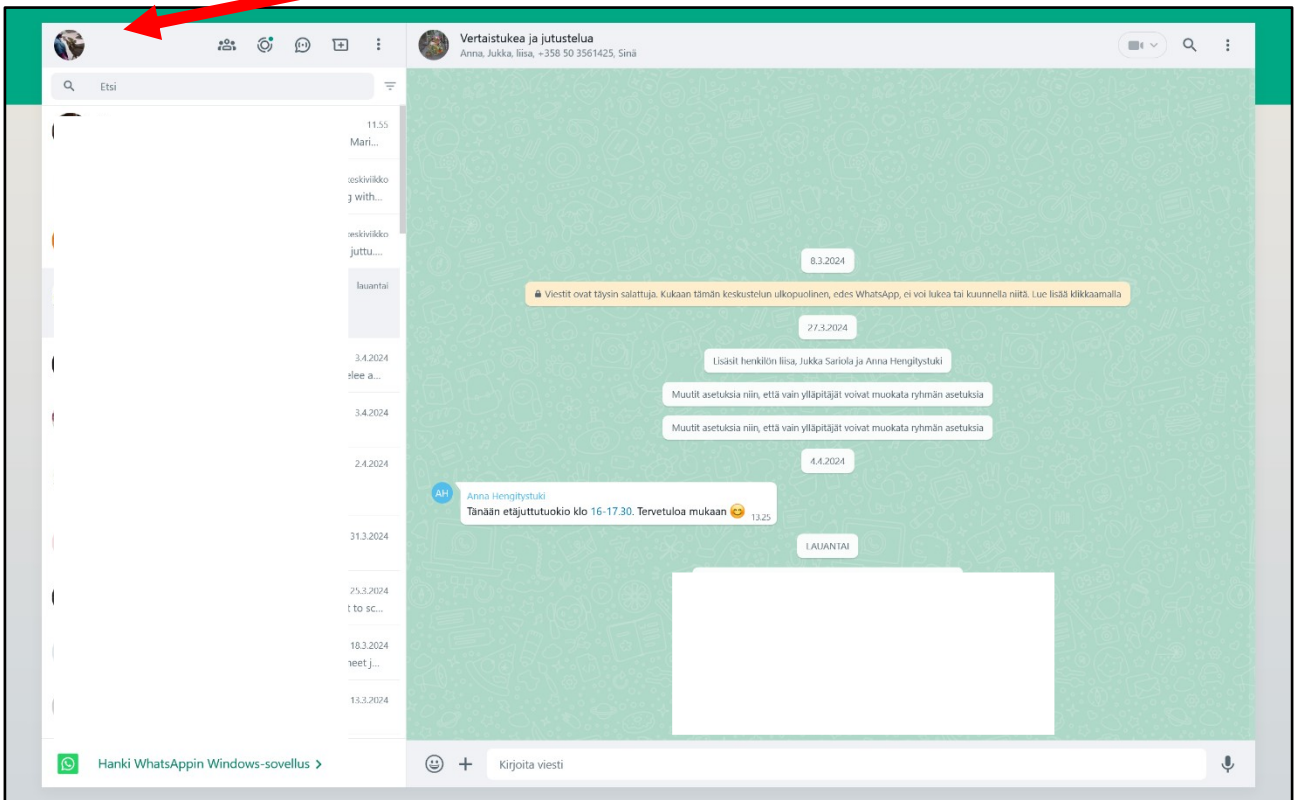 Vertaistukea ja jutustelua
Anna, Jukka, liisa, +358 50 3561425, Sinä
Etsi
11.55
Mari...
keskiviikko
g with...
keskiviikko
juttu....
lauantai
3.4.2024
elee a...
3.4.2024
2.4.2024
31.3.2024
25.3.2024
t to sc...
18.3.2024
neet j...
13.3.2024
Hanki WhatsAppin Windows-sovellus >
8.3.2024
Viestit ovat täysin salattuja. Kukaan tämän keskustelun ulkopuolinen, edes WhatsApp, ei voi lukea tai kuunnella niitä. Lue lisää klikkaamalla
27.3.2024
Lisäsit henkilön liisa, Jukka Sariola ja Anna Hengitystuki
Muutit asetuksia niin, että vain ylläpitäjät voivat muokata ryhmän asetuksia
Muutit asetuksia niin, että vain ylläpitäjät voivat muokata ryhmän asetuksia
4.4.2024
AH
Anna Hengitystuki
Tänään etäjuttutuokio klo 16-17.30. Tervetuloa mukaan 😊 13.25
LAUANTAI
Kirjoita viesti